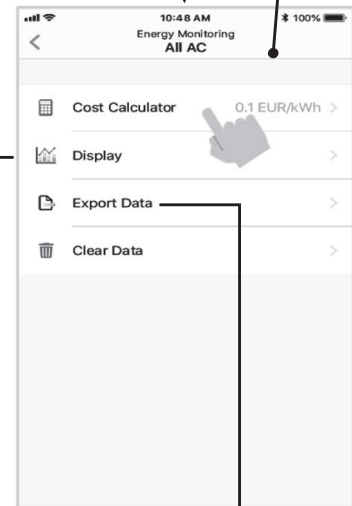 10:48 AM 100%
Energy Monitoring
All AC
Cost Calculator 0.1 EUR/kWh
Display
Export Data
Clear Data